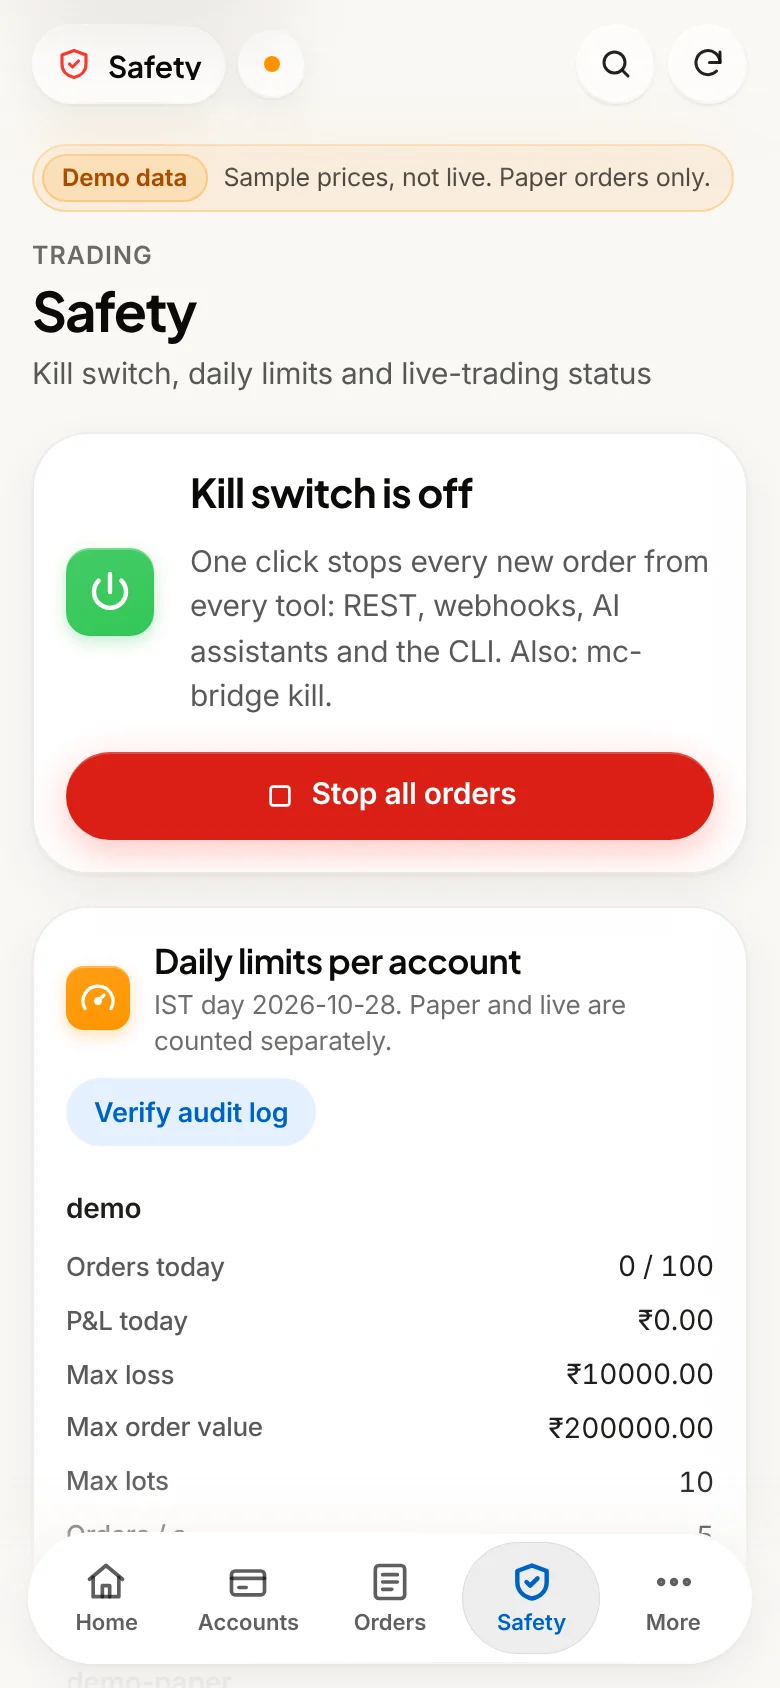 Safety
Demo data Sample prices, not live. Paper orders only.
TRADING
Safety
Kill switch, daily limits and live-trading status
Kill switch is off
One click stops every new order from
every tool: REST, webhooks, AI
assistants and the CLI. Also: mc-
bridge kill.
Stop all orders
Daily limits per account
IST day 2026-10-28. Paper and live are
counted separately.
Verify audit log
demo
Orders today 0 / 100
P&L today ₹0.00
Max loss ₹10000.00
Max order value ₹200000.00
Max lots 10
Orders / s 5
Home Accounts Orders Safety More
demo-paper